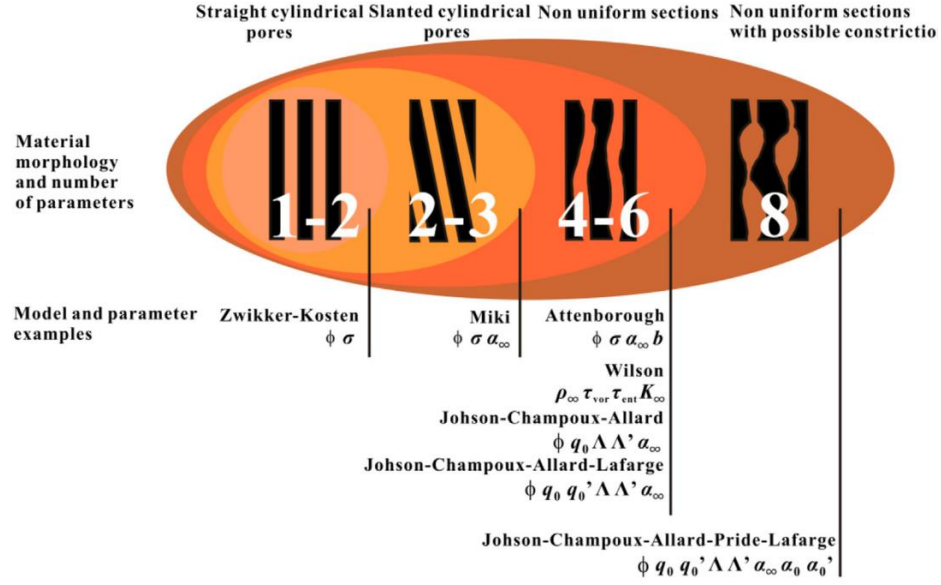 Straight cylindrical
pores
Slanted cylindrical
pores
Non uniform sections
Non uniform sections
with possible constrictio
Material
morphology
and number
of parameters
1-2
2-3
4-6
8
Model and parameter
examples
Zwikker-Kosten
ϕ σ
Miki
ϕ σ α∞
Attenborough
ϕ σ α∞ b
Wilson
ρ∞ τvor τent K∞
Johson-Champoux-Allard
ϕ q0 Λ Λ’ α∞
Johson-Champoux-Allard-Lafarge
ϕ q0 q0’ Λ Λ’ α∞
Johson-Champoux-Allard-Pride-Lafarge
ϕ q0 q0’ Λ Λ’ α∞ α0 α0’